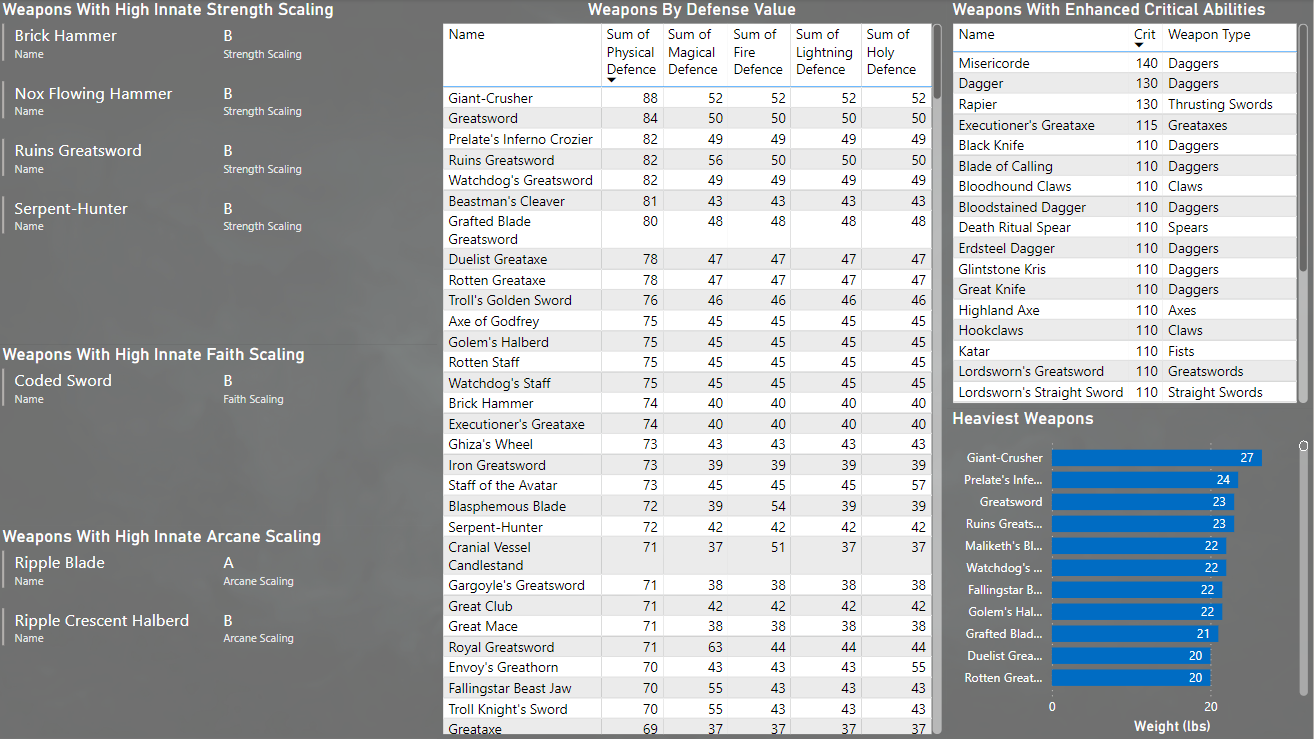 Weapons With High Innate Strength Scaling
Brick Hammer B
Name Strength Scaling
Nox Flowing Hammer B
Name Strength Scaling
Ruins Greatsword B
Name Strength Scaling
Serpent-Hunter B
Name Strength Scaling
Weapons With High Innate Faith Scaling
Coded Sword B
Name Faith Scaling
Weapons With High Innate Arcane Scaling
Ripple Blade A
Name Arcane Scaling
Ripple Crescent Halberd B
Name Arcane Scaling
Weapons By Defense Value
Name Sum of Sum of Sum of Sum of Sum of
Physical Magical Fire Lightning Holy
Defence Defence Defence Defence Defence
Giant-Crusher 88 52 52 52 52
Greatsword 84 50 50 50 50
Prelate's Inferno Crozier 82 49 49 49 49
Ruins Greatsword 82 56 50 50 50
Watchdog's Greatsword 82 49 49 49 49
Beastman's Cleaver 81 43 43 43 43
Grafted Blade 80 48 48 48 48
Greatsword
Duelist Greataxe 78 47 47 47 47
Rotten Greataxe 78 47 47 47 47
Troll's Golden Sword 76 46 46 46 46
Axe of Godfrey 75 45 45 45 45
Golem's Halberd 75 45 45 45 45
Rotten Staff 75 45 45 45 45
Watchdog's Staff 75 45 45 45 45
Brick Hammer 74 40 40 40 40
Executioner's Greataxe 74 40 40 40 40
Ghiza's Wheel 73 43 43 43 43
Iron Greatsword 73 39 39 39 39
Staff of the Avatar 73 45 45 45 57
Blasphemous Blade 72 39 54 39 39
Serpent-Hunter 72 42 42 42 42
Cranial Vessel 71 37 51 37 37
Candlestand
Gargoyle's Greatsword 71 38 38 38 38
Great Club 71 42 42 42 42
Great Mace 71 38 38 38 38
Royal Greatsword 71 63 44 44 44
Envoy's Greathorn 70 43 43 43 55
Fallingstar Beast Jaw 70 55 43 43 43
Troll Knight's Sword 70 55 43 43 43
Greataxe 69 37 37 37 37
Weapons With Enhanced Critical Abilities
Name Crit Weapon Type
Misericorde 140 Daggers
Dagger 130 Daggers
Rapier 130 Thrusting Swords
Executioner's Greataxe 115 Greataxes
Black Knife 110 Daggers
Blade of Calling 110 Daggers
Bloodhound Claws 110 Claws
Bloodstained Dagger 110 Daggers
Death Ritual Spear 110 Spears
Erdsteel Dagger 110 Daggers
Glintstone Kris 110 Daggers
Great Knife 110 Daggers
Highland Axe 110 Axes
Hookclaws 110 Claws
Katar 110 Fists
Lordsworn's Greatsword 110 Greatswords
Lordsworn's Straight Sword 110 Straight Swords
Heaviest Weapons
Giant-Crusher 27
Prelate's Infe... 24
Greatsword 23
Ruins Greats... 23
Maliketh's Bl... 22
Watchdog's ... 22
Fallingstar B... 22
Golem's Hal... 22
Grafted Blad... 21
Duelist Grea... 20
Rotten Great... 20
0 20
Weight (lbs)